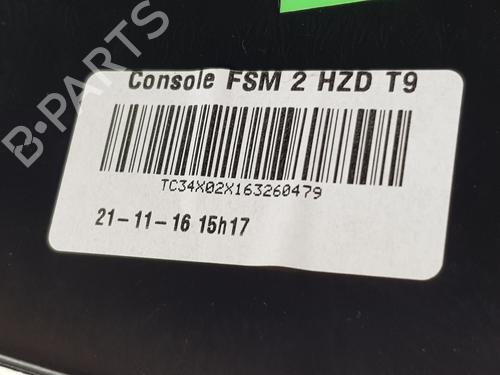 B-PARTS
Console FSM 2 HZD T9
TC34X02X163260479
21-11-16 15h17